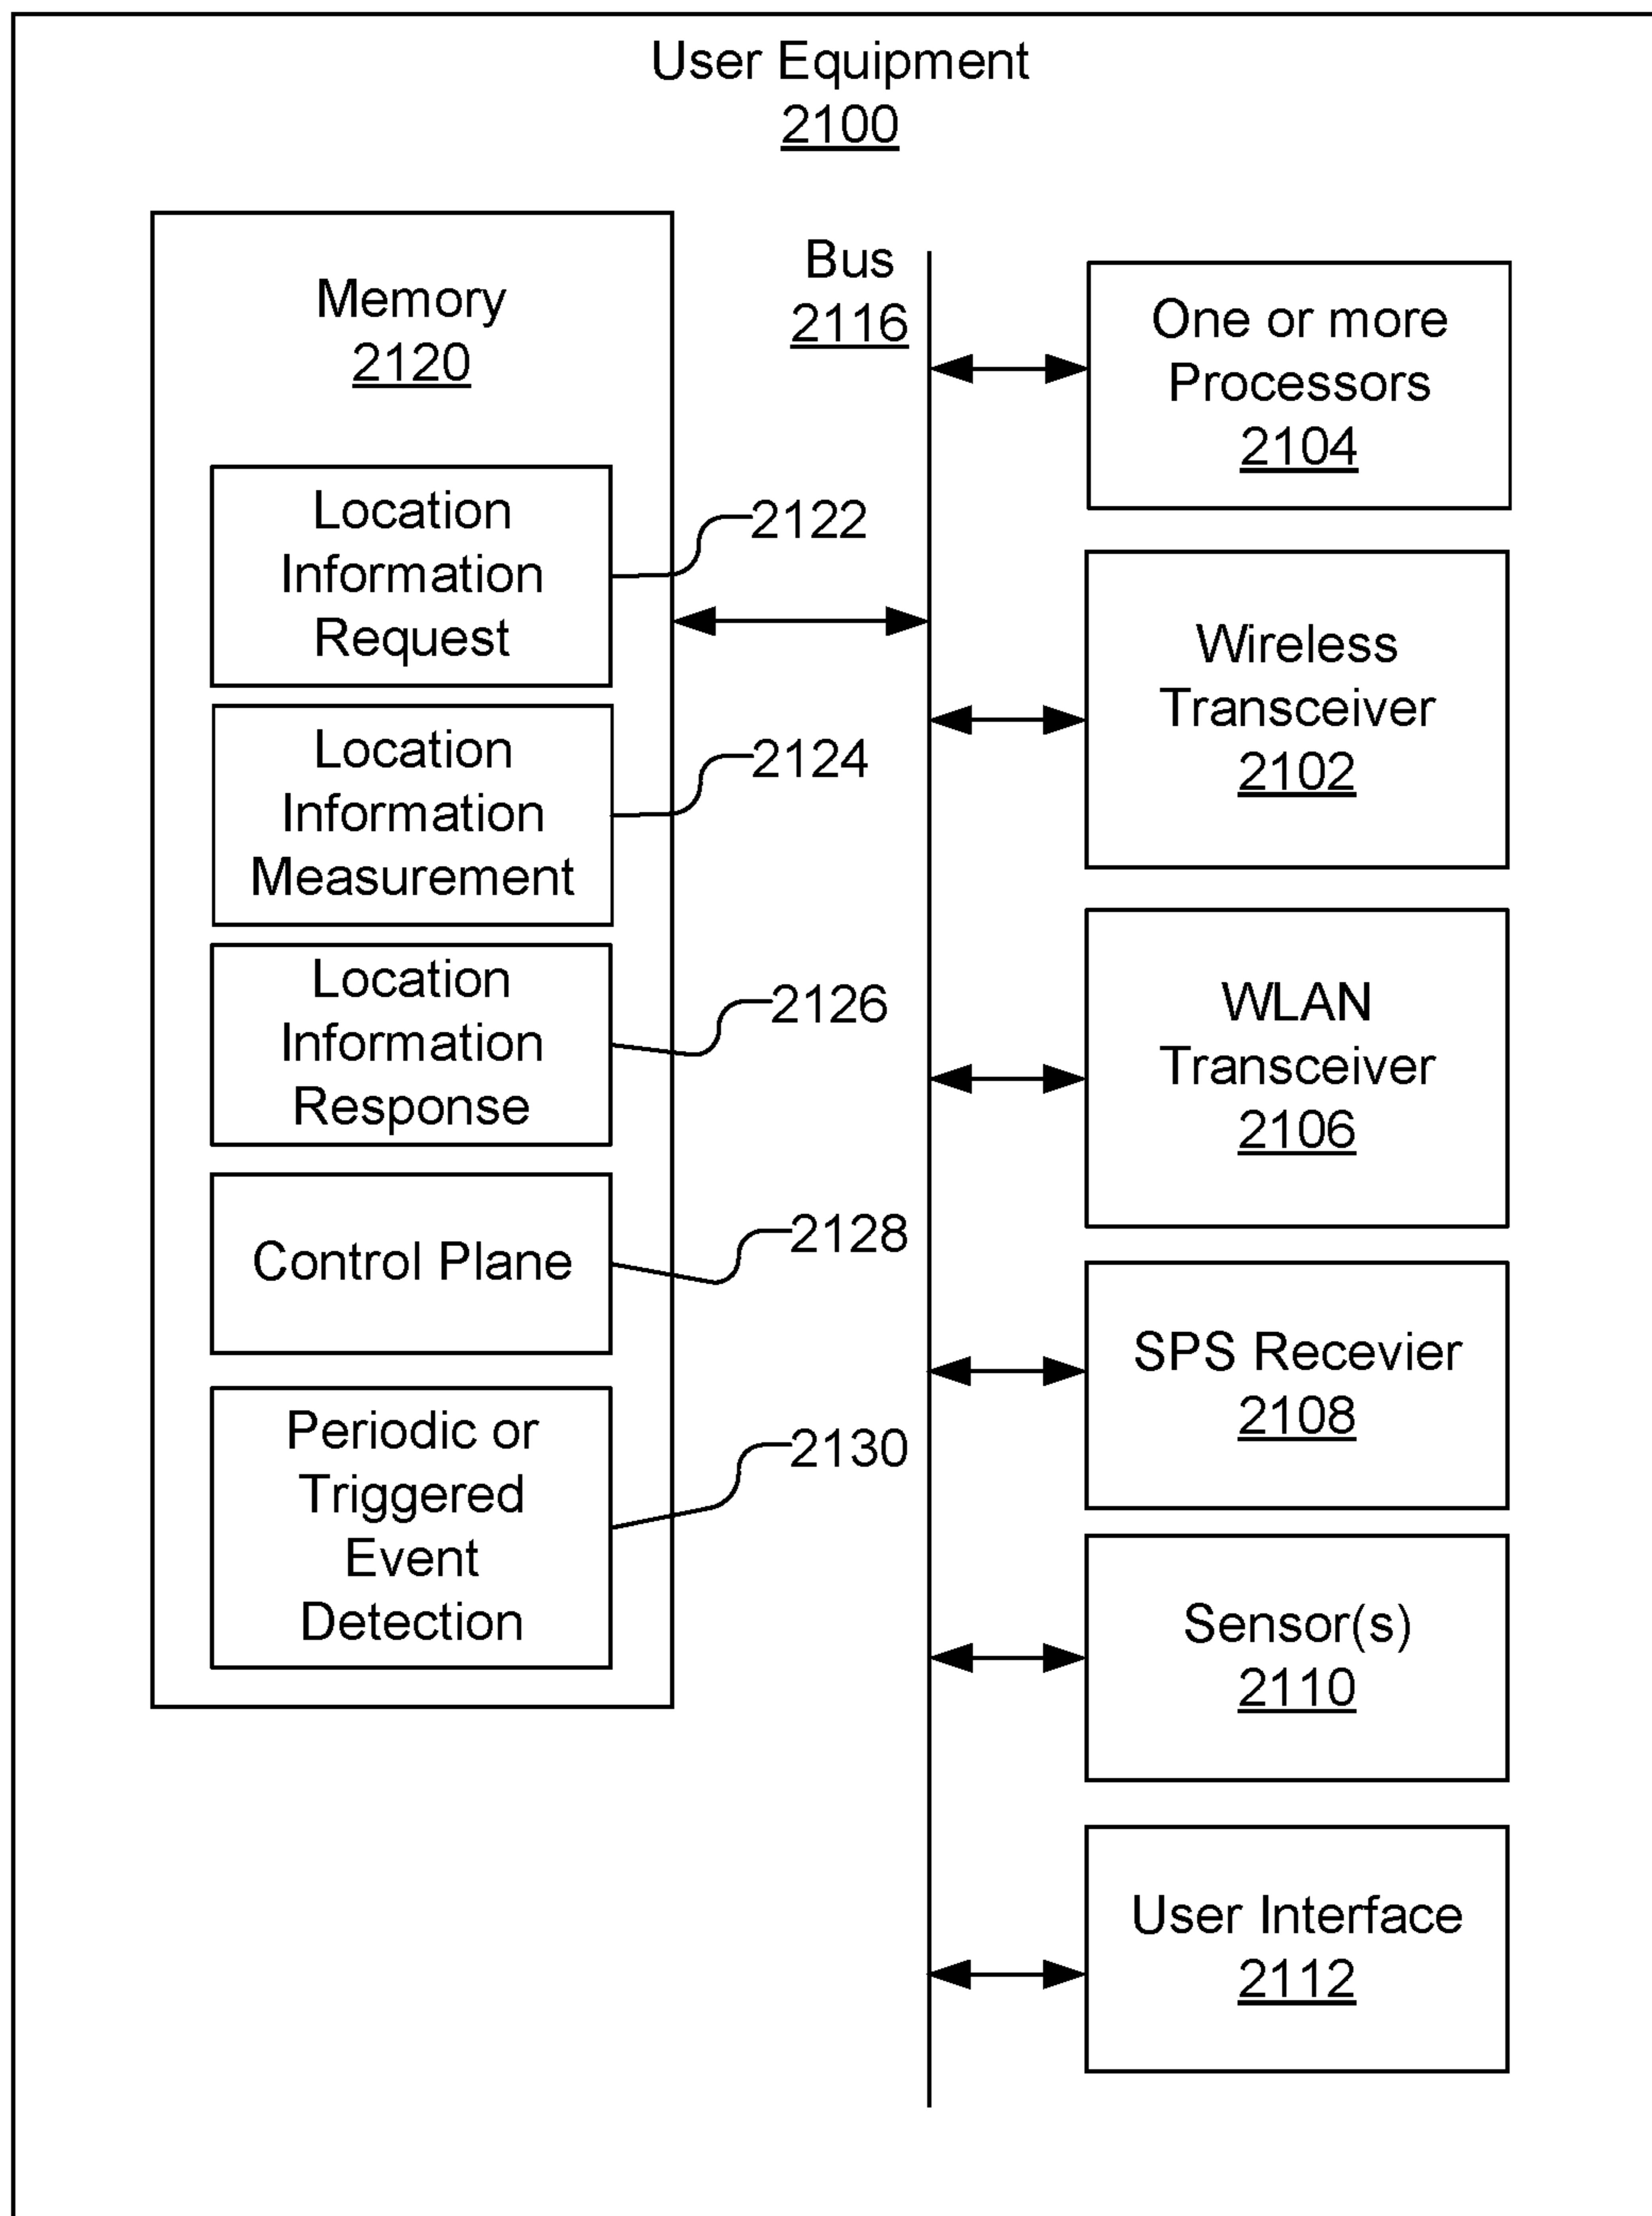 User Equipment
2100
Memory
2120
Location
Information
Request
2122
Location
Information
Measurement
2124
Location
Information
Response
2126
Control Plane
2128
Periodic or
Triggered
Event
Detection
2130
Bus
2116
One or more
Processors
2104
Wireless
Transceiver
2102
WLAN
Transceiver
2106
SPS Recevier
2108
Sensor(s)
2110
User Interface
2112